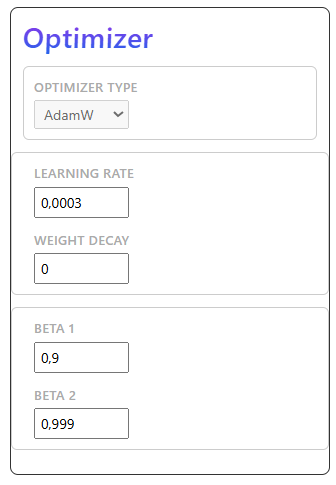 Optimizer
OPTIMIZER TYPE
AdamW
LEARNING RATE
0,0003
WEIGHT DECAY
0
BETA 1
0,9
BETA 2
0,999